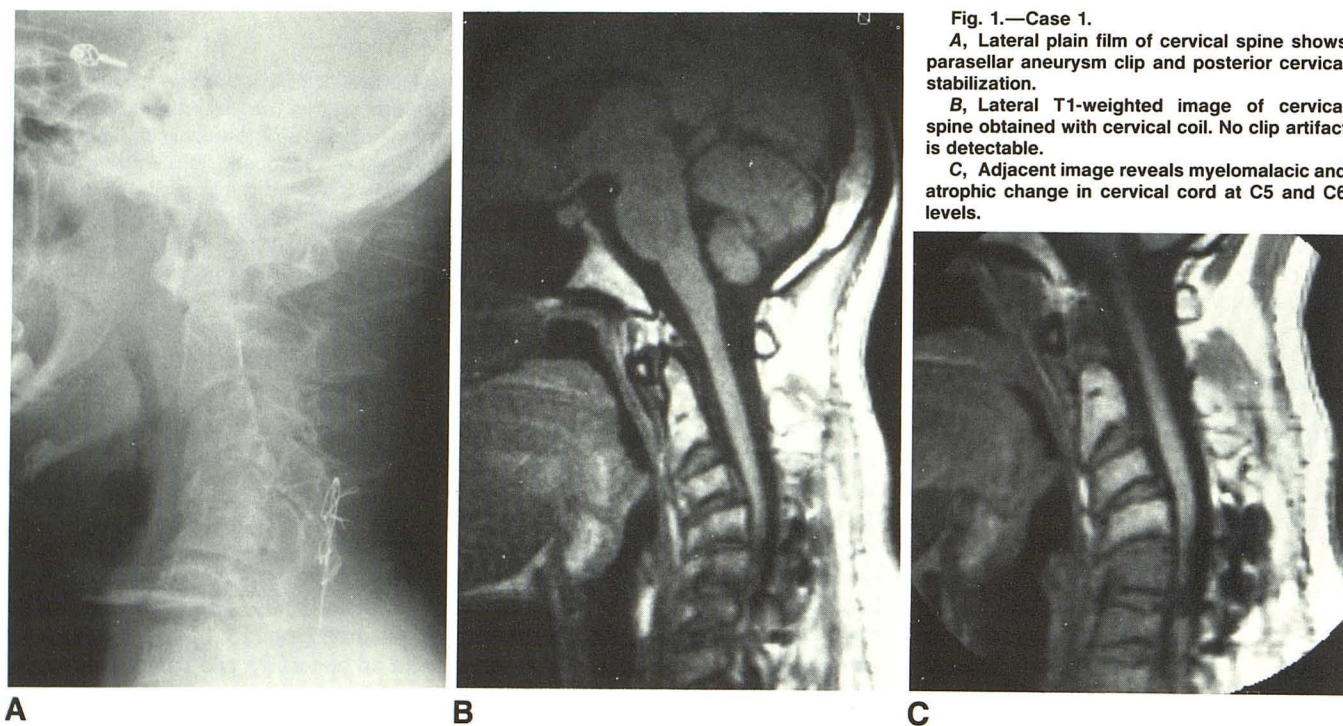 Fig. 1.—Case 1.
A, Lateral plain film of cervical spine shows
parasellar aneurysm clip and posterior cervical
stabilization.
B, Lateral T1-weighted image of cervical
spine obtained with cervical coil. No clip artifact
is detectable.
C, Adjacent image reveals myelomalacic and
atrophic change in cervical cord at C5 and C6
levels.
A
B
C